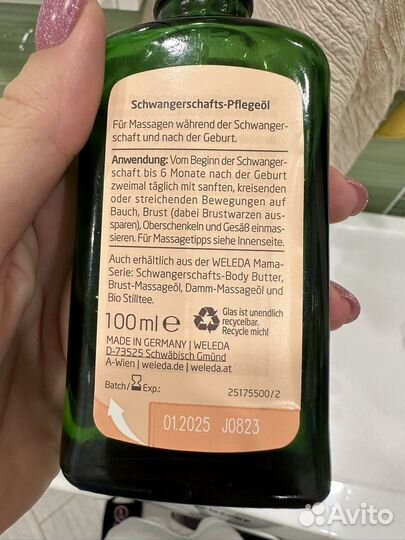 Schwangerschafts-Pflegeöl
Für Massagen während der Schwanger-
schaft und nach der Geburt.
Anwendung: Vom Beginn der Schwanger-
schaft bis 6 Monate nach der Geburt
zweimal täglich mit sanften, kreisenden
oder streichenden Bewegungen auf
Bauch, Brust (dabei Brustwarzen aus-
sparen), Oberschenkeln und Gesäß einmas-
sieren. Für Massagetipps siehe Innenseite.
Auch erhältlich aus der WELEDA Mama-
Serie: Schwangerschafts-Body Butter,
Brust-Massageöl, Damm-Massageöl und
Bio Stilltee.
100 ml e
Glas ist unendlich
recycelbar.
Recycle mich!
MADE IN GERMANY | WELEDA
D-73525 Schwäbisch Gmünd
A-Wien | weleda.de | weleda.at
Batch/ Exp.:
25175500/2
01.2025 J0823
Avito